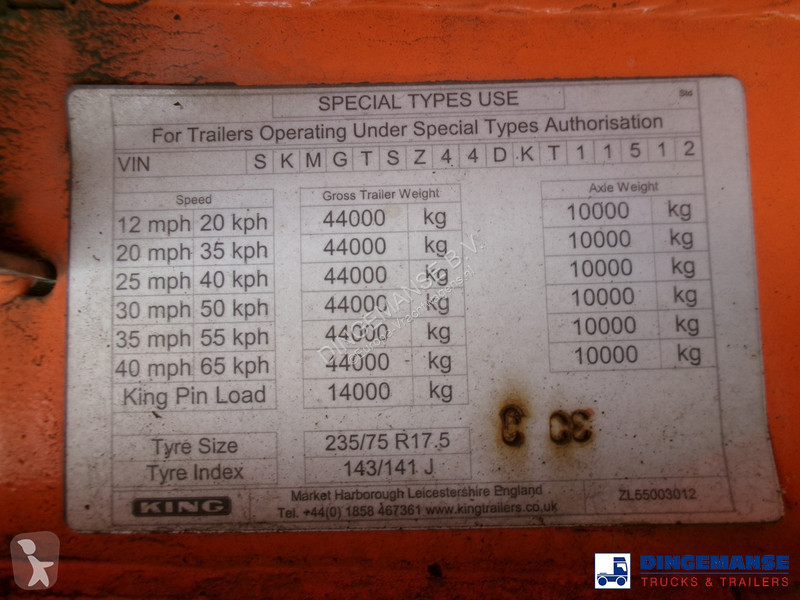 SPECIAL TYPES USE
Std
For Trailers Operating Under Special Types Authorisation
VIN S K M G T S Z 4 4 D K T 1 1 5 1 2
Speed Gross Trailer Weight Axle Weight
12 mph 20 kph 44000 kg 10000 kg
20 mph 35 kph 44000 kg 10000 kg
25 mph 40 kph 44000 kg 10000 kg
30 mph 50 kph 44000 kg 10000 kg
35 mph 55 kph 44000 kg 10000 kg
40 mph 65 kph 44000 kg 10000 kg
King Pin Load 14000 kg
DINGEMANSE B.V.
Tyre Size 235/75 R17.5
Tyre Index 143/141 J
KING
Market Harborough Leicestershire England
Tel. +44(0) 1858 467361 www.kingtrailers.co.uk
ZL55003012
DINGEMANSE
TRUCKS & TRAILERS